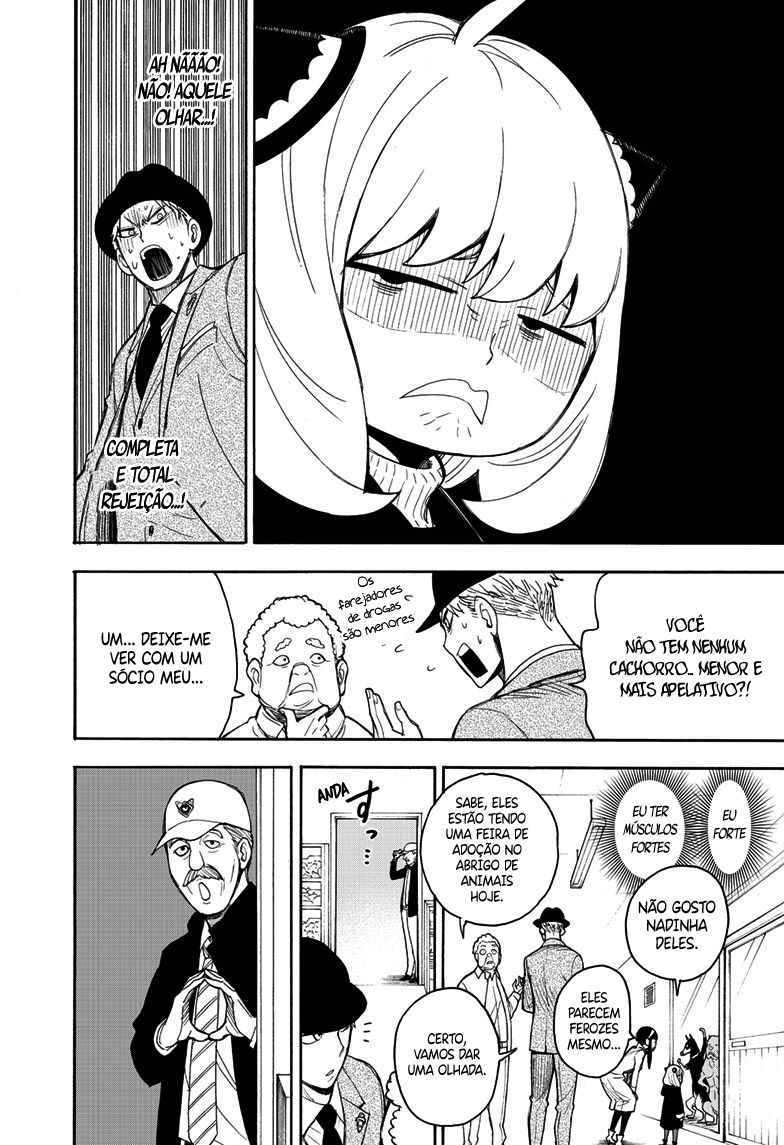 AH NÃÃÃO!
NÃO! AQUELE
OLHAR...!
COMPLETA
E TOTAL
REJEIÇÃO..!
VOCÊ
NÃO TEM NENHUM
CACHORRO.. MENOR E
MAIS APELATIVO?!
Os
farejadores
de drogas
são menores
UM... DEIXE-ME
VER COM UM
SÓCIO MEU...
EU
FORTE
EU TER
MÚSCULOS
FORTES
NÃO GOSTO
NADINHA
DELES.
ELES
PARECEM
FEROZES
MESMO...
SABE, ELES
ESTÃO TENDO
UMA FEIRA DE
ADOÇÃO NO
ABRIGO DE
ANIMAIS
HOJE.
CERTO,
VAMOS DAR
UMA OLHADA.
ANDA
すっ…